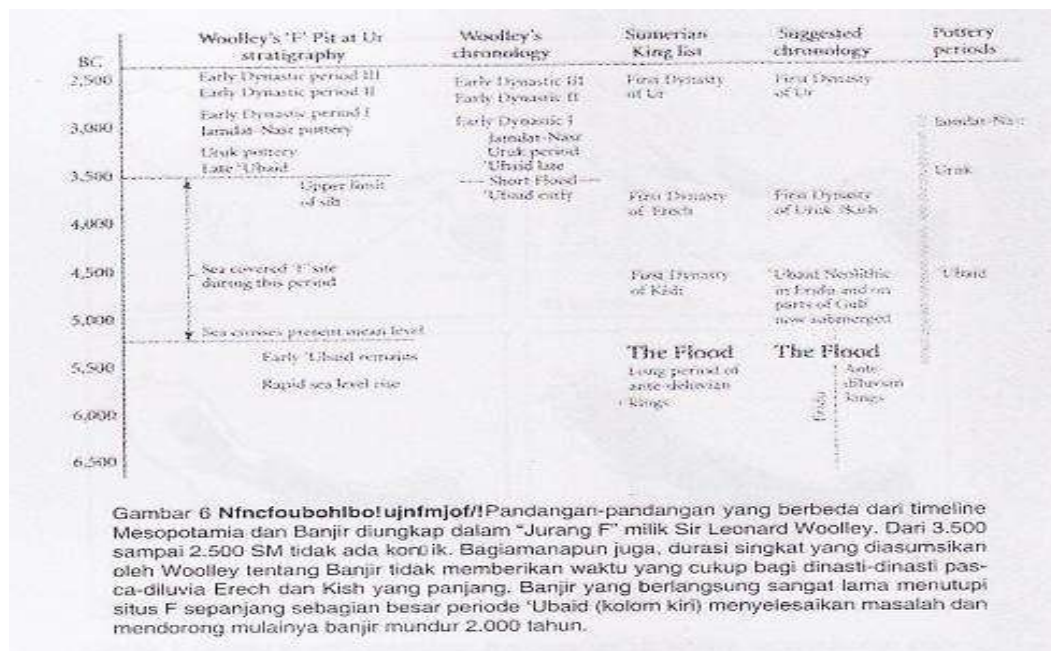 BC
Woolley's 'F' Pit at Ur
stratigraphy
Woolley's
chronology
Sumerian
King list
Suggested
chronology
Pottery
periods
2,500
3,000
3,500
4,000
4,500
5,000
5,500
6,000
6,500
Early Dynastic period III
Early Dynastic period II
Early Dynastic period I
Jamdat-Nasr pottery
Uruk pottery
Late 'Ubaid
Upper limit
of silt
Sea covered 'F' site
during this period
Sea crosses present mean level
Early 'Ubaid remains
Rapid sea level rise
Early Dynastic III
Early Dynastic II
Early Dynastic I
Jamdat-Nasr
Uruk period
'Ubaid late
Short Flood
'Ubaid early
First Dynasty
of Ur
First Dynasty
of Erech
First Dynasty
of
The Flood
Long period of
ante-deluvian
kings
First Dynasty
of Ur
First Dynasty
of Uruk
'Ubaid Neolithic
in Eridu and on
parts of Gulf
now submerged
The Flood
Ante-
diluvian
kings
Eridu
Jamdat-Nasr
Uruk
Ubaid
Gambar 6 Nfncfoubohlbo!ujnfmjof/!Pandangan-pandangan yang berbeda dari timeline
Mesopotamia dan Banjir diungkap dalam "Jurang F" milik Sir Leonard Woolley. Dari 3.500
sampai 2.500 SM tidak ada kon ik. Bagiamanapun juga, durasi singkat yang diasumsikan
oleh Woolley tentang Banjir tidak memberikan waktu yang cukup bagi dinasti-dinasti pas-
ca-diluvia Erech dan Kish yang panjang. Banjir yang berlangsung sangat lama menutupi
situs F sepanjang sebagian besar periode 'Ubaid (kolom kiri) menyelesaikan masalah dan
mendorong mulainya banjir mundur 2.000 tahun.